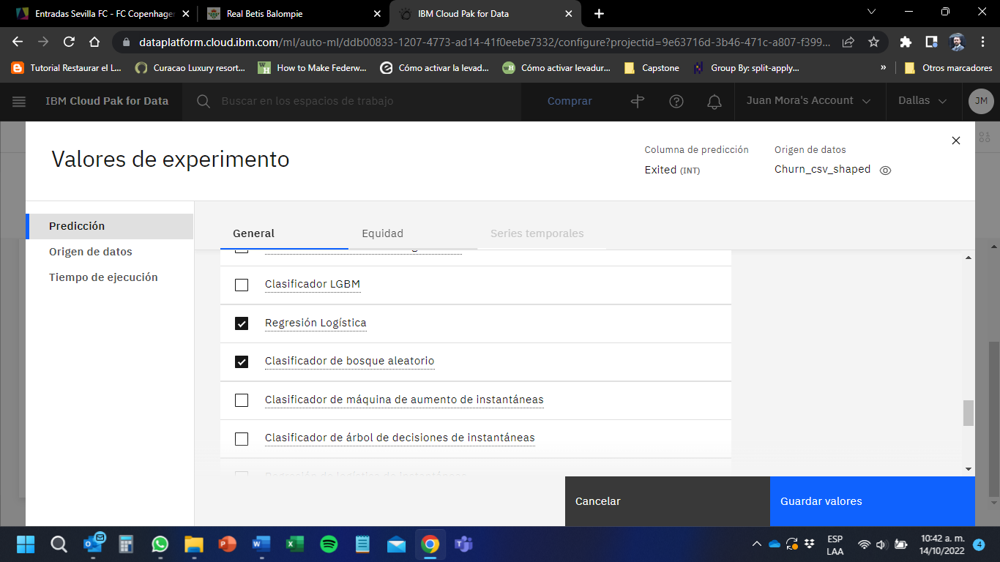 Entradas Sevilla FC - FC Copenhage
Real Betis Balompie
IBM Cloud Pak for Data
dataplatform.cloud.ibm.com/ml/auto-ml/ddb00833-1207-4773-ad14-41f0eebe7332/configure?projectid=9e63716d-3b46-471c-a807-f399...
Tutorial Restaurar el L...
Curacao Luxury resort...
How to Make Federw...
Cómo activar la levad...
Cómo activar levadur...
Capstone
Group By: split-apply...
»
Otros marcadores
IBM Cloud Pak for Data
Buscar en los espacios de trabajo
Comprar
Juan Mora's Account
Dallas
JM
Valores de experimento
Columna de predicción
Exited (INT)
Origen de datos
Churn_csv_shaped
Predicción
Origen de datos
Tiempo de ejecución
General
Equidad
Series temporales
Clasificador LGBM
Regresión Logística
Clasificador de bosque aleatorio
Clasificador de máquina de aumento de instantáneas
Clasificador de árbol de decisiones de instantáneas
Regresión de logística de instantáneas
Cancelar
Guardar valores
ESP
LAA
10:42 a. m.
14/10/2022
4